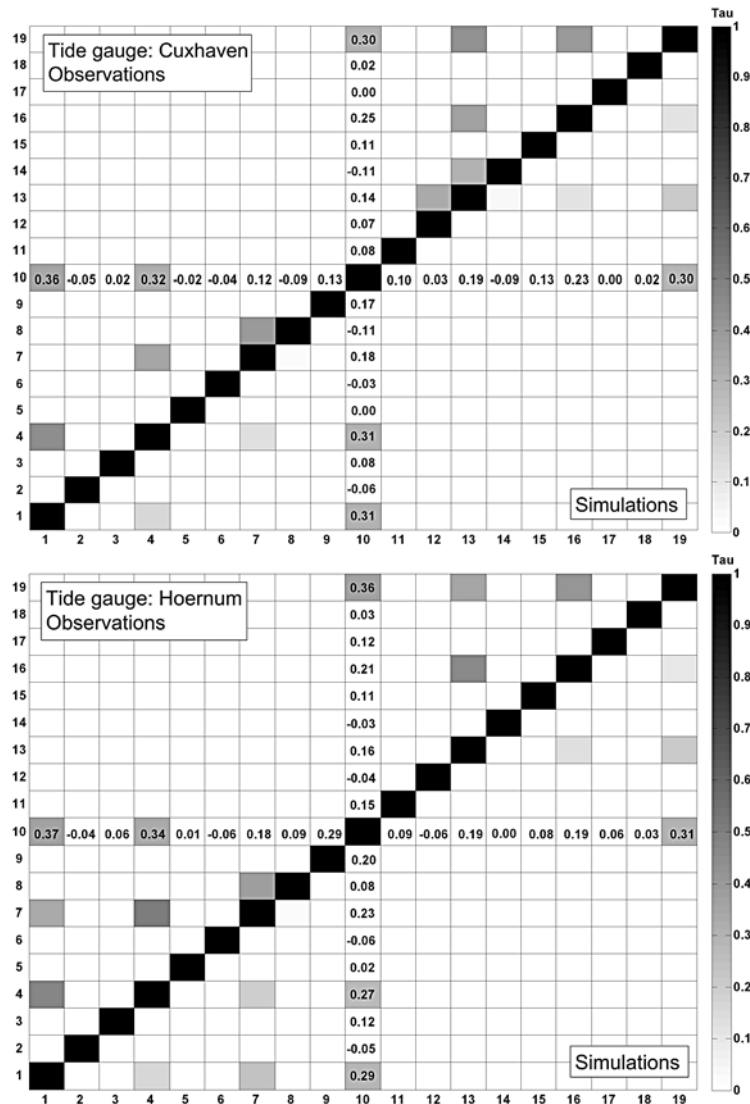 Tau
Tide gauge: Cuxhaven
Observations
19 0.30 1
18 0.02 0.9
17 0.00
16 0.25 0.8
15 0.11 0.7
14 -0.11
13 0.14 0.6
12 0.07
11 0.08 0.5
10 0.36 -0.05 0.02 0.32 -0.02 -0.04 0.12 -0.09 0.13 0.10 0.03 0.19 -0.09 0.13 0.23 0.00 0.02 0.30
9 0.17 0.4
8 -0.11
7 0.18 0.3
6 -0.03
5 0.00 0.2
4 0.31
3 0.08 0.1
2 -0.06
1 0.31 0
Simulations
1 2 3 4 5 6 7 8 9 10 11 12 13 14 15 16 17 18 19
Tau
Tide gauge: Hoernum
Observations
19 0.36 1
18 0.03 0.9
17 0.12
16 0.21 0.8
15 0.11 0.7
14 -0.03
13 0.16 0.6
12 -0.04
11 0.15 0.5
10 0.37 -0.04 0.06 0.34 0.01 -0.06 0.18 0.09 0.29 0.09 -0.06 0.19 0.00 0.08 0.19 0.06 0.03 0.31
9 0.20 0.4
8 0.08
7 0.23 0.3
6 -0.06
5 0.02 0.2
4 0.27
3 0.12 0.1
2 -0.05
1 0.29 0
Simulations
1 2 3 4 5 6 7 8 9 10 11 12 13 14 15 16 17 18 19